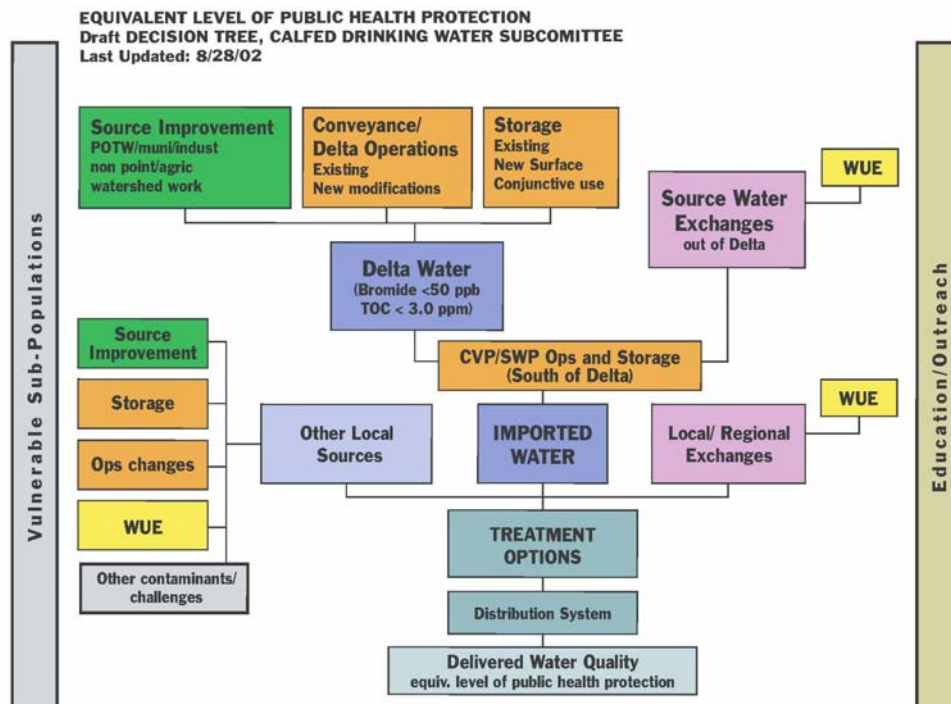 EQUIVALENT LEVEL OF PUBLIC HEALTH PROTECTION
Draft DECISION TREE, CALFED DRINKING WATER SUBCOMITTEE
Last Updated: 8/28/02
Vulnerable Sub-Populations
Source Improvement
POTW/muni/indust
non point/agric
watershed work
Conveyance/
Delta Operations
Existing
New modifications
Storage
Existing
New Surface
Conjunctive use
WUE
Source Water
Exchanges
out of Delta
Delta Water
(Bromide <50 ppb
TOC < 3.0 ppm)
CVP/SWP Ops and Storage
(South of Delta)
Source
Improvement
Storage
Ops changes
WUE
Other contaminants/
challenges
Other Local
Sources
IMPORTED
WATER
Local/ Regional
Exchanges
WUE
TREATMENT
OPTIONS
Distribution System
Delivered Water Quality
equiv. level of public health protection
Education/Outreach